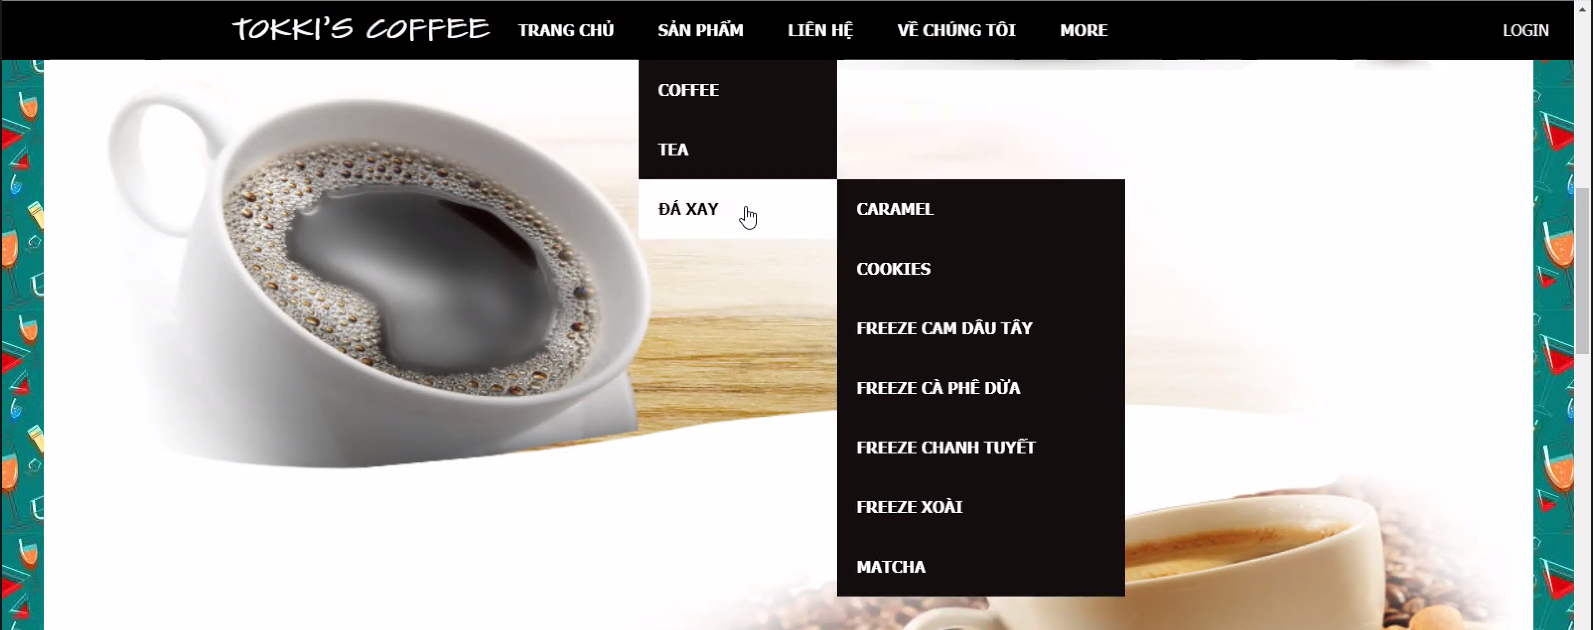 TOKKI'S COFFEE TRANG CHỦ SẢN PHẨM LIÊN HỆ VỀ CHÚNG TÔI MORE LOGIN
COFFEE
TEA
ĐÁ XAY
CARAMEL
COOKIES
FREEZE CAM DÂU TÂY
FREEZE CÀ PHÊ DỪA
FREEZE CHANH TUYẾT
FREEZE XOÀI
MATCHA